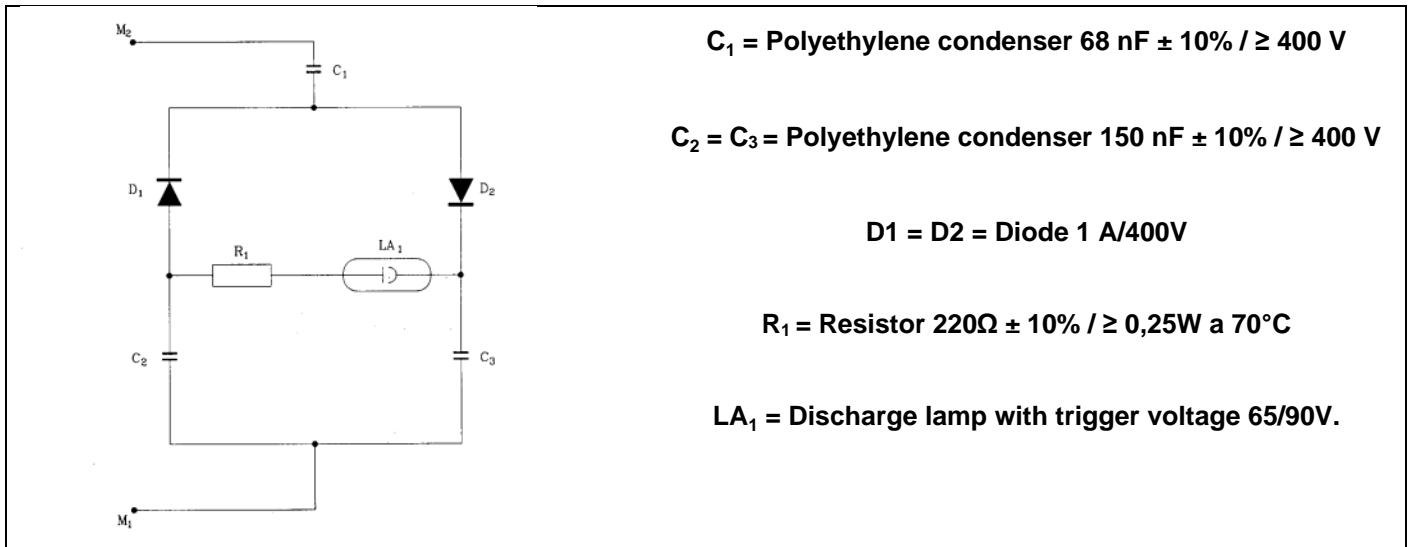 M₂
C₁
D₁
D₂
R₁
LA₁
C₂
C₃
M₁
C₁ = Polyethylene condenser 68 nF ± 10% / ≥ 400 V
C₂ = C₃ = Polyethylene condenser 150 nF ± 10% / ≥ 400 V
D1 = D2 = Diode 1 A/400V
R₁ = Resistor 220Ω ± 10% / ≥ 0,25W a 70°C
LA₁ = Discharge lamp with trigger voltage 65/90V.